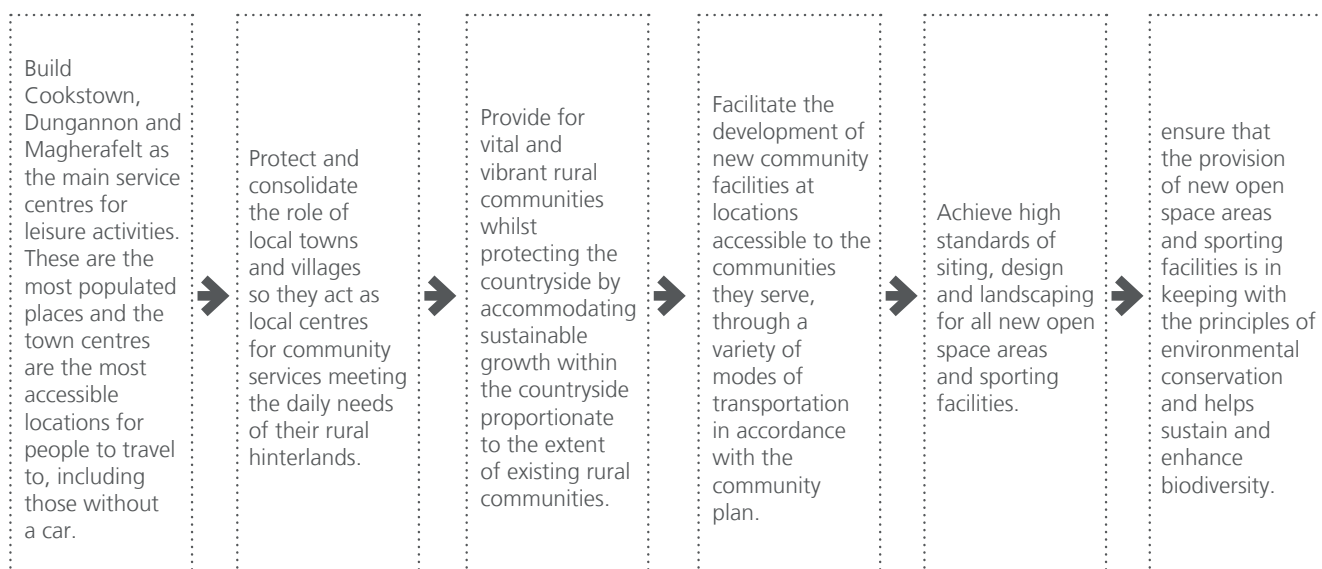 Build
Cookstown,
Dungannon and
Magherafelt as
the main service
centres for
leisure activities.
These are the
most populated
places and the
town centres
are the most
accessible
locations for
people to travel
to, including
those without
a car.
Protect and
consolidate
the role of
local towns
and villages
so they act as
local centres
for community
services meeting
the daily needs
of their rural
hinterlands.
Provide for
vital and
vibrant rural
communities
whilst
protecting the
countryside by
accommodating
sustainable
growth within
the countryside
proportionate
to the extent
of existing rural
communities.
Facilitate the
development of
new community
facilities at
locations
accessible to the
communities
they serve,
through a
variety of
modes of
transportation
in accordance
with the
community
plan.
Achieve high
standards of
siting, design
and landscaping
for all new open
space areas
and sporting
facilities.
ensure that
the provision
of new open
space areas
and sporting
facilities is in
keeping with
the principles of
environmental
conservation
and helps
sustain and
enhance
biodiversity.